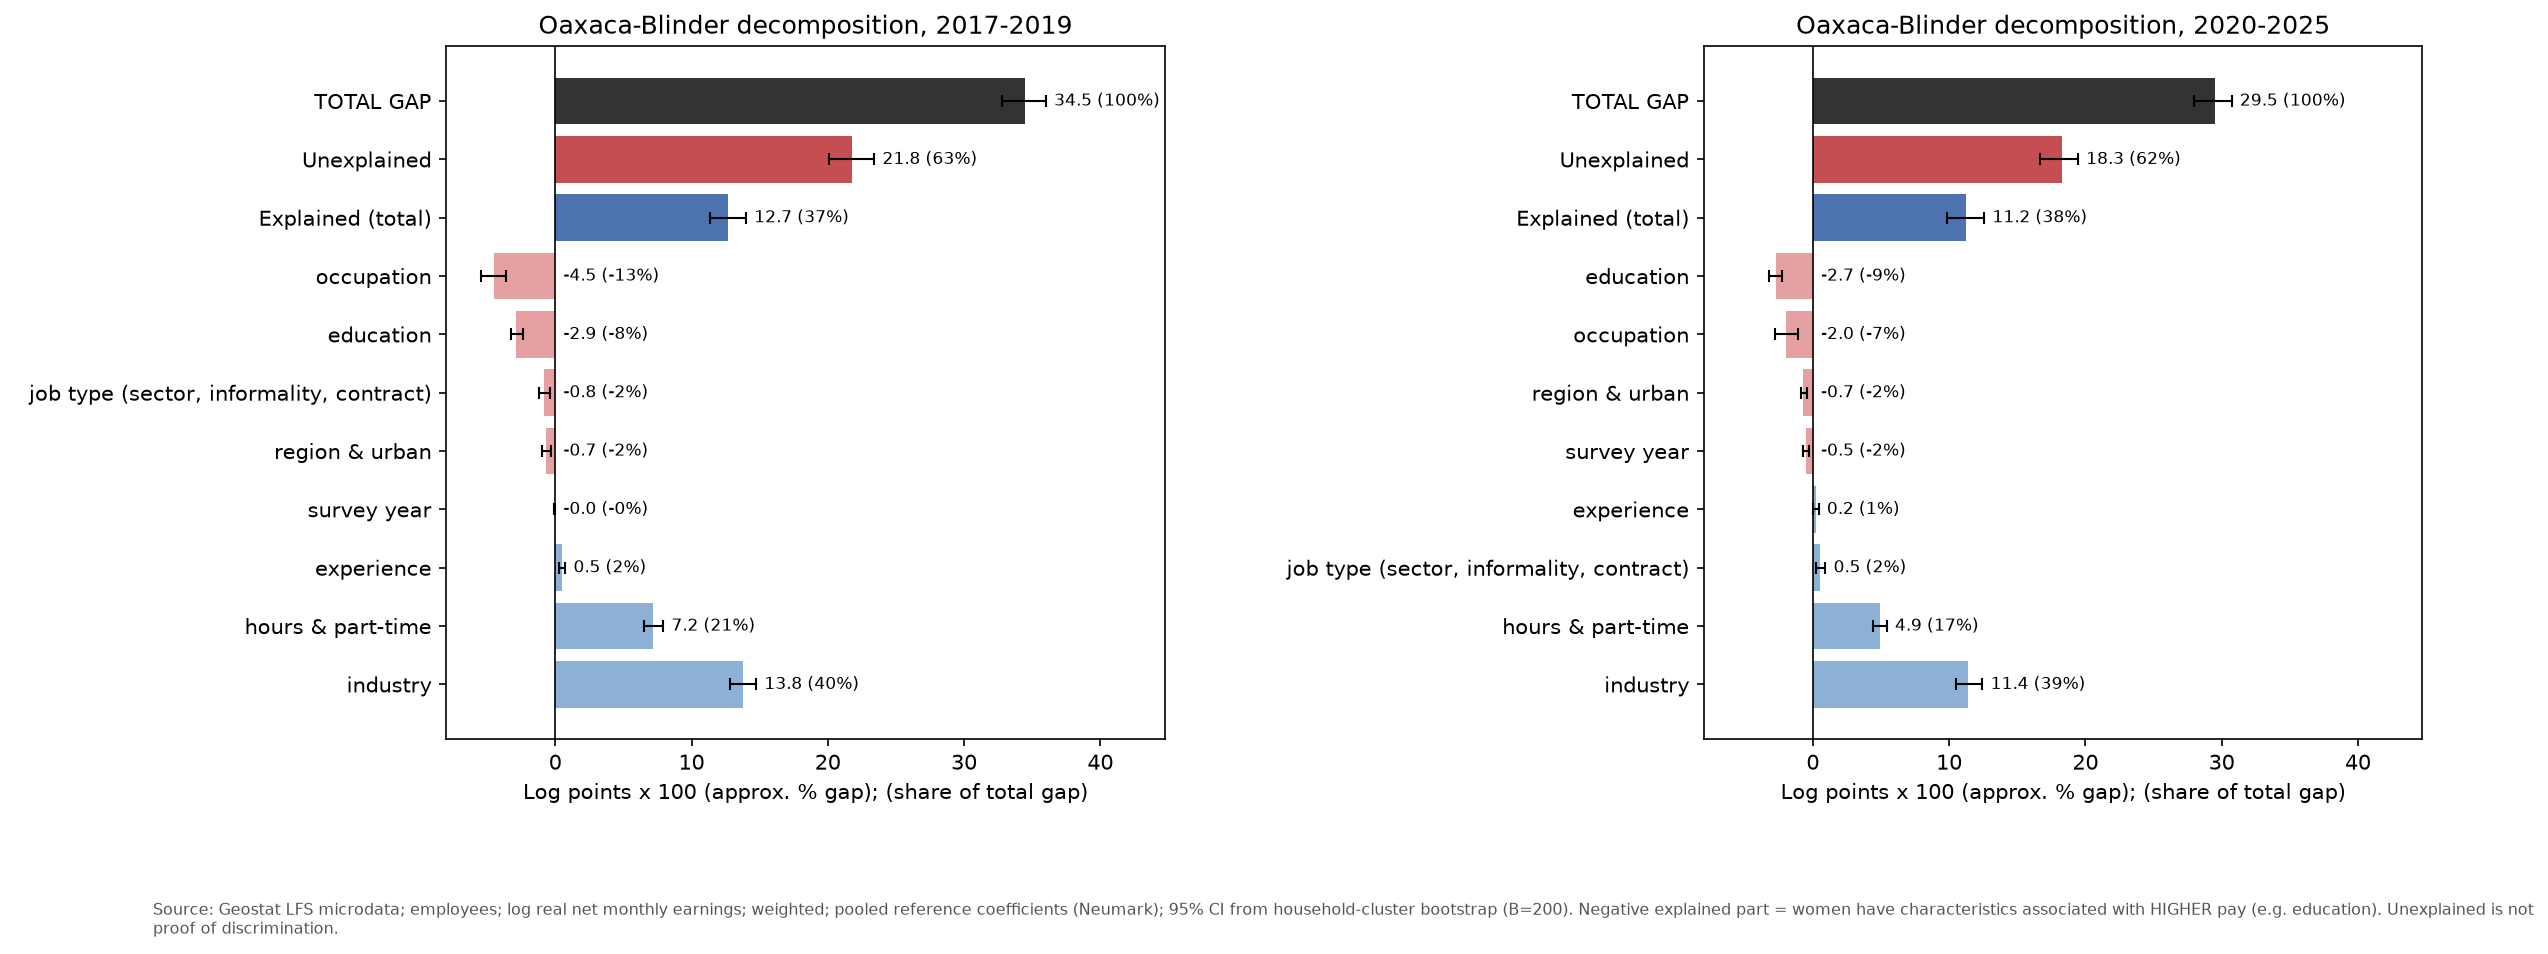 Oaxaca-Blinder decomposition, 2017-2019
TOTAL GAP
34.5 (100%)
Unexplained
21.8 (63%)
Explained (total)
12.7 (37%)
occupation
-4.5 (-13%)
education
-2.9 (-8%)
job type (sector, informality, contract)
-0.8 (-2%)
region & urban
-0.7 (-2%)
survey year
-0.0 (-0%)
experience
0.5 (2%)
hours & part-time
7.2 (21%)
industry
13.8 (40%)
0 10 20 30 40
Log points x 100 (approx. % gap); (share of total gap)
Oaxaca-Blinder decomposition, 2020-2025
TOTAL GAP
29.5 (100%)
Unexplained
18.3 (62%)
Explained (total)
11.2 (38%)
education
-2.7 (-9%)
occupation
-2.0 (-7%)
region & urban
-0.7 (-2%)
survey year
-0.5 (-2%)
experience
0.2 (1%)
job type (sector, informality, contract)
0.5 (2%)
hours & part-time
4.9 (17%)
industry
11.4 (39%)
0 10 20 30 40
Log points x 100 (approx. % gap); (share of total gap)
Source: Geostat LFS microdata; employees; log real net monthly earnings; weighted; pooled reference coefficients (Neumark); 95% CI from household-cluster bootstrap (B=200). Negative explained part = women have characteristics associated with HIGHER pay (e.g. education). Unexplained is not
proof of discrimination.